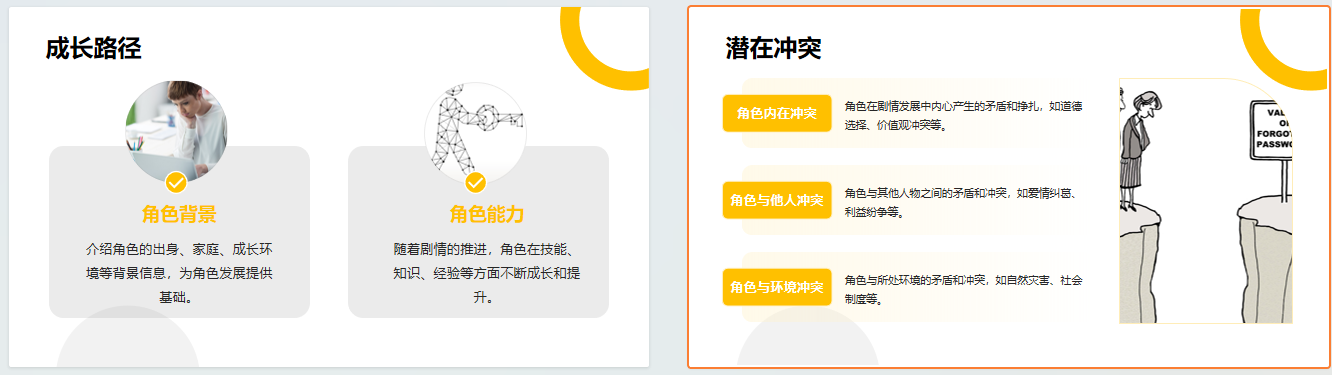 成长路径
角色背景
介绍角色的出身、家庭、成长环
境等背景信息，为角色发展提供
基础。
角色能力
随着剧情的推进，角色在技能、
知识、经验等方面不断成长和提
升。
潜在冲突
角色内在冲突
角色在剧情发展中内心产生的矛盾和挣扎，如道德
选择、价值观冲突等。
角色与他人冲突
角色与其他人物之间的矛盾和冲突，如爱情纠葛、
利益纷争等。
角色与环境冲突
角色与所处环境的矛盾和冲突，如自然灾害、社会
制度等。
VAL
O
FORGO
PASSWO